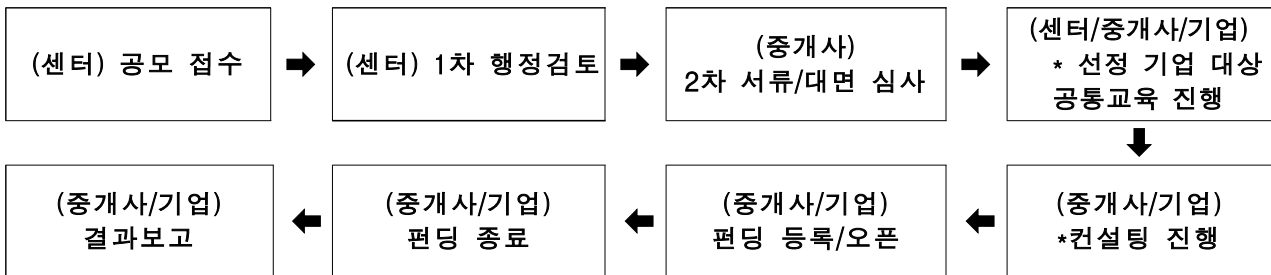 (센터) 공모 접수
(센터) 1차 행정검토
(중개사)
2차 서류/대면 심사
(센터/중개사/기업)
* 선정 기업 대상
공통교육 진행
(중개사/기업)
*컨설팅 진행
(중개사/기업)
펀딩 등록/오픈
(중개사/기업)
펀딩 종료
(중개사/기업)
결과보고